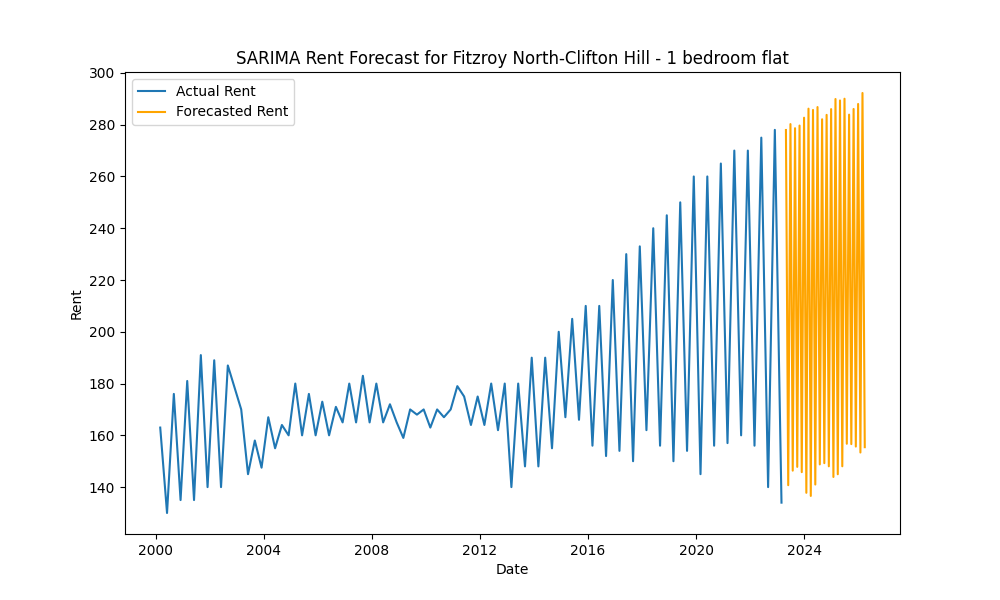 SARIMA Rent Forecast for Fitzroy North-Clifton Hill - 1 bedroom flat
Actual Rent
Forecasted Rent
300
280
260
240
220
200
180
160
140
Rent
2000 2004 2008 2012 2016 2020 2024
Date